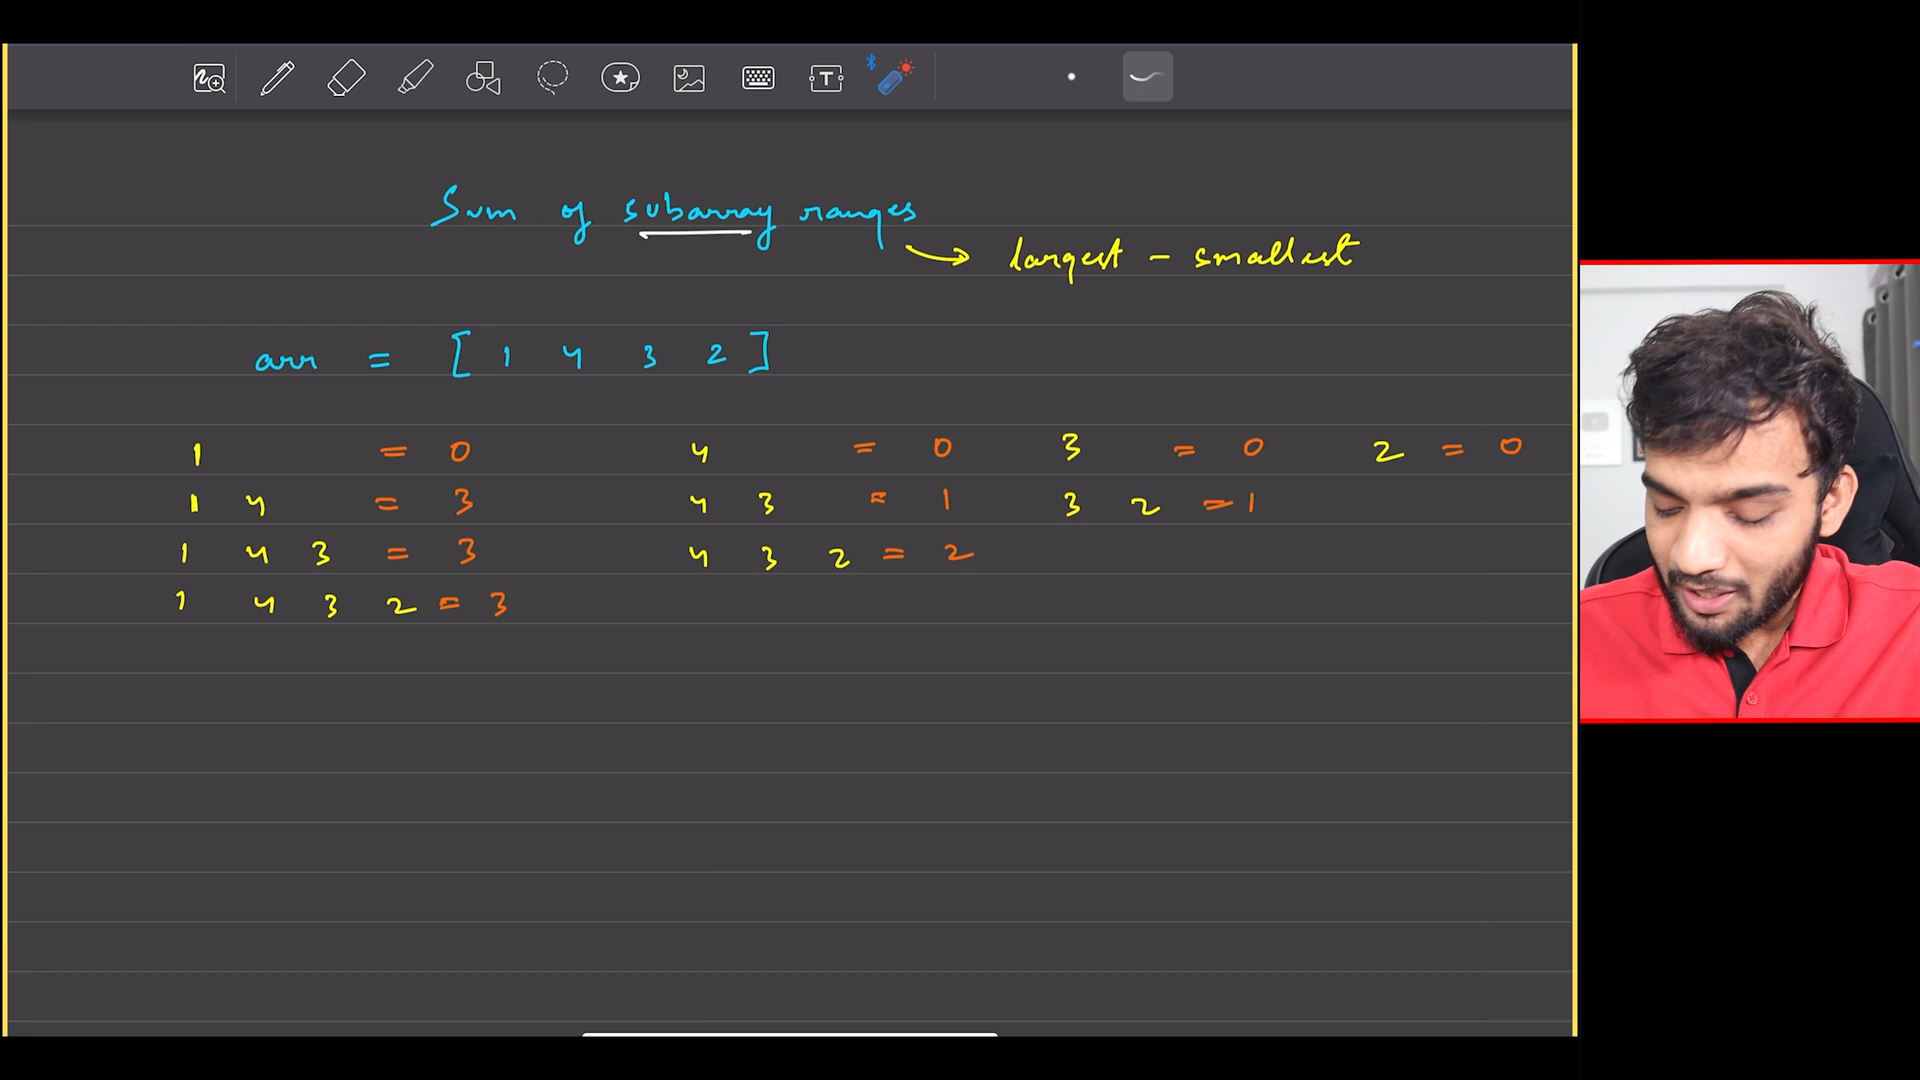 Sum of subarray ranges
→ largest - smallest
arr = [ 1 4 3 2 ]
1 = 0 4 = 0 3 = 0 2 = 0
1 4 = 3 4 3 = 1 3 2 = 1
1 4 3 = 3 4 3 2 = 2
1 4 3 2 = 3